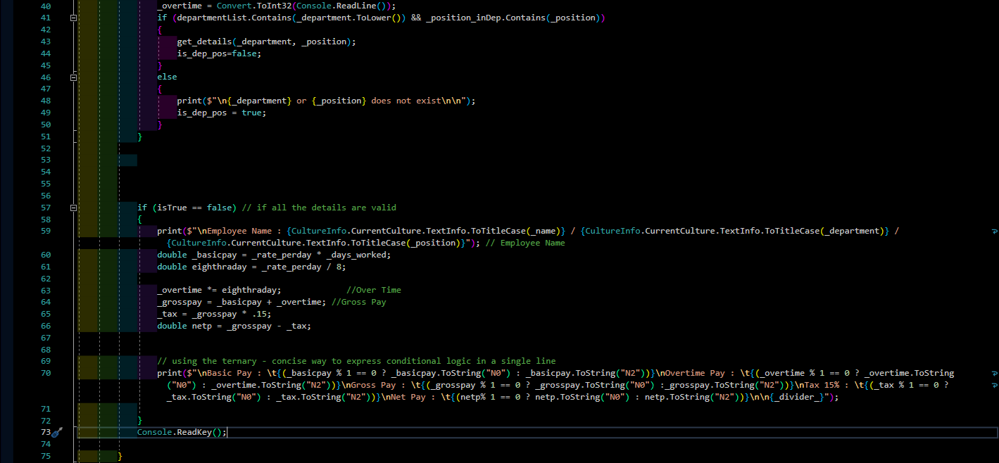 40 _overtime = Convert.ToInt32(Console.ReadLine());
41 if (departmentList.Contains(_department.ToLower()) && _position_inDep.Contains(_position))
42 {
43 get_details(_department, _position);
44 is_dep_pos=false;
45 }
46 else
47 {
48 print($"\n{_department} or {_position} does not exist\n\n");
49 is_dep_pos = true;
50 }
51 }
52
53
54
55
56
57 if (isTrue == false) // if all the details are valid
58 {
59 print($"\nEmployee Name : {CultureInfo.CurrentCulture.TextInfo.ToTitleCase(_name)} / {CultureInfo.CurrentCulture.TextInfo.ToTitleCase(_department)} /
{CultureInfo.CurrentCulture.TextInfo.ToTitleCase(_position)}"); // Employee Name
60 double _basicpay = _rate_perday * _days_worked;
61 double eighthraday = _rate_perday / 8;
62
63 _overtime *= eighthraday; //Over Time
64 _grosspay = _basicpay + _overtime; //Gross Pay
65 _tax = _grosspay * .15;
66 double netp = _grosspay - _tax;
67
68
69 // using the ternary - concise way to express conditional logic in a single line
70 print($"\nBasic Pay : \t{(_basicpay % 1 == 0 ? _basicpay.ToString("N0") : _basicpay.ToString("N2"))}\nOvertime Pay : \t{(_overtime % 1 == 0 ? _overtime.ToString
("N0") : _overtime.ToString("N2"))}\nGross Pay : \t{(_grosspay % 1 == 0 ? _grosspay.ToString("N0") :_grosspay.ToString("N2"))}\nTax 15% : \t{(_tax % 1 == 0 ?
_tax.ToString("N0") : _tax.ToString("N2"))}\nNet Pay : \t{(netp% 1 == 0 ? netp.ToString("N0") : netp.ToString("N2"))}\n\n{_divider_}");
71
72 }
73 Console.ReadKey();
74
75 }